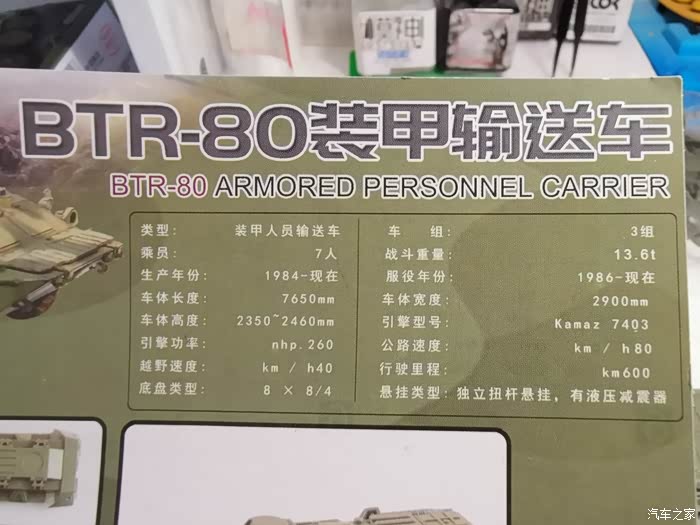 神
BTR-80装甲输送车
BTR-80 ARMORED PERSONNEL CARRIER
类型： 装甲人员输送车
乘员： 7人
生产年份： 1984-现在
车体长度： 7650mm
车体高度： 2350~2460mm
引擎功率： nhp.260
越野速度： km / h40
底盘类型： 8 × 8/4
车 组： 3组
战斗重量： 13.6t
服役年份： 1986-现在
车体宽度： 2900mm
引擎型号： Kamaz 7403
公路速度： km / h80
行驶里程： km600
悬挂类型：独立扭杆悬挂，有液压减震器
汽车之家